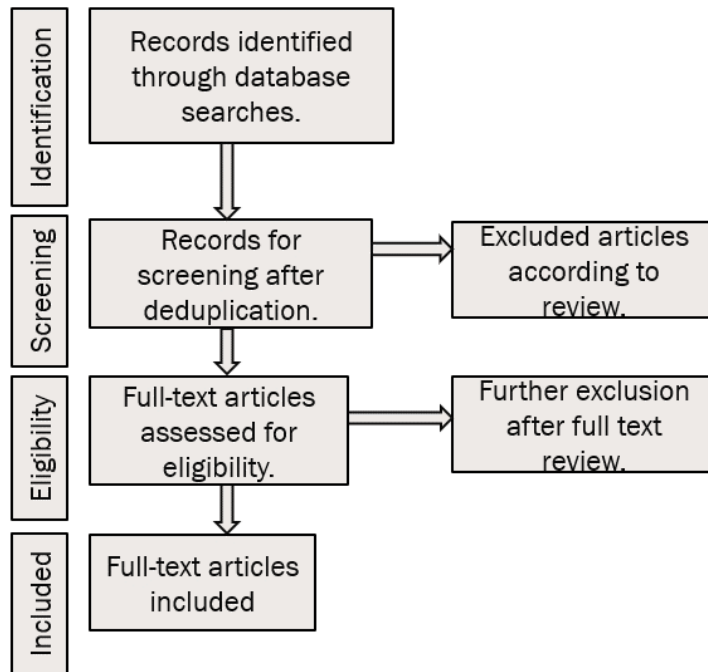 Identification
Records identified
through database
searches.
Screening
Records for
screening after
deduplication.
Excluded articles
according to
review.
Eligibility
Full-text articles
assessed for
eligibility.
Further exclusion
after full text
review.
Included
Full-text articles
included